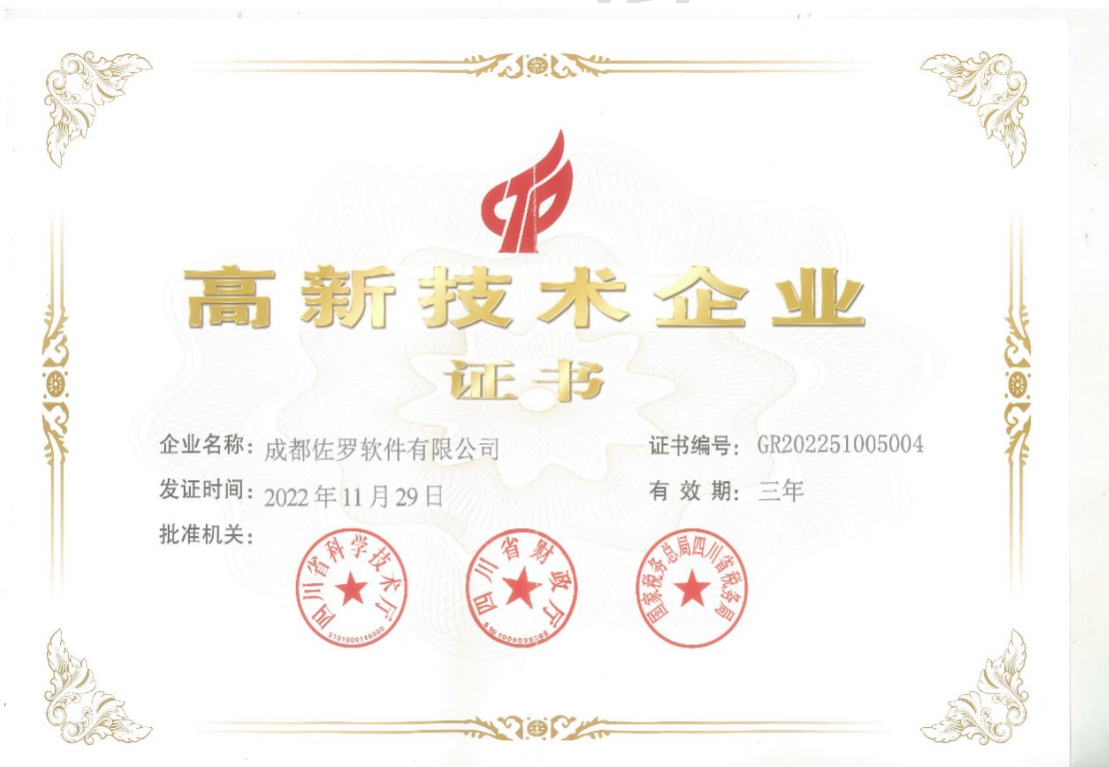 高新技术企业
证书
企业名称：成都佐罗软件有限公司
证书编号：GR202251005004
发证时间：2022年11月29日
有效期：三年
批准机关：
四川省科学技术厅
四川省财政厅
国家税务总局四川省税务局